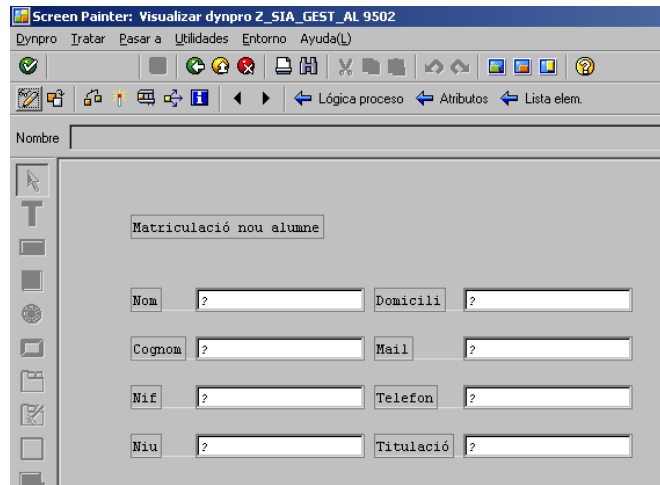 Screen Painter: Visualizar dynpro Z_SIA_GEST_AL 9502
Dynpro Tratar Pasar a Utilidades Entorno Ayuda(L)
Lógica proceso Atributos Lista elem.
Nombre
T
Matriculació nou alumne
Nom ? Domicili ?
Cognom ? Mail ?
Nif ? Telefon ?
Niu ? Titulació ?